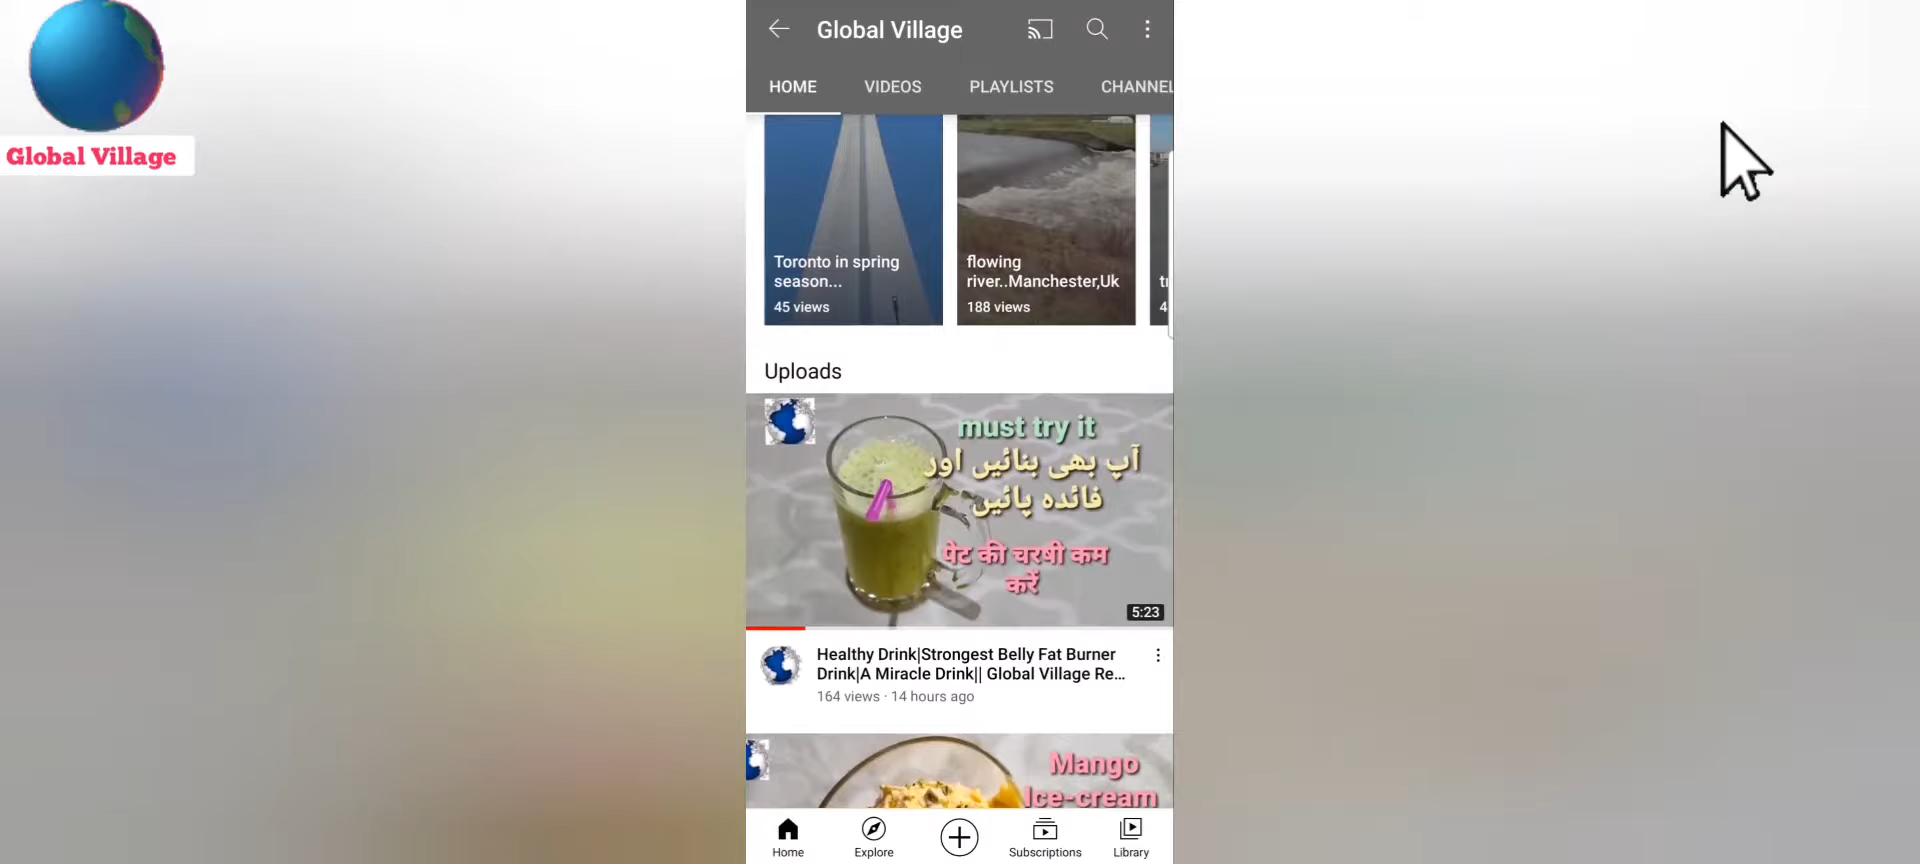 Global Village
Global Village
HOME VIDEOS PLAYLISTS CHANNEL
Toronto in spring
season...
45 views
flowing
river..Manchester,Uk
188 views
Uploads
must try it
آپ بھی بنائیں اور
فائدہ پائیں
पेट की चरषी कम
करें
5:23
Healthy Drink|Strongest Belly Fat Burner
Drink|A Miracle Drink|| Global Village Re...
164 views · 14 hours ago
Mango
Ice-cream
Home Explore Subscriptions Library